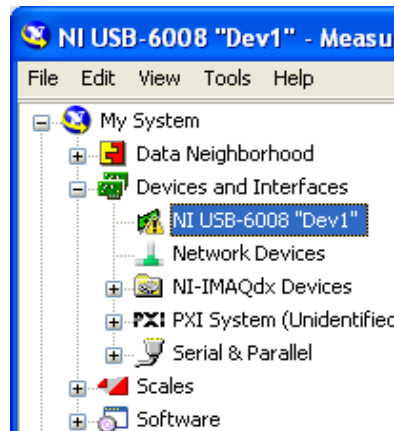 NI USB-6008 "Dev1" - Measu
File Edit View Tools Help
My System
Data Neighborhood
Devices and Interfaces
NI USB-6008 "Dev1"
Network Devices
NI-IMAQdx Devices
PXI PXI System (Unidentified
Serial & Parallel
Scales
Software